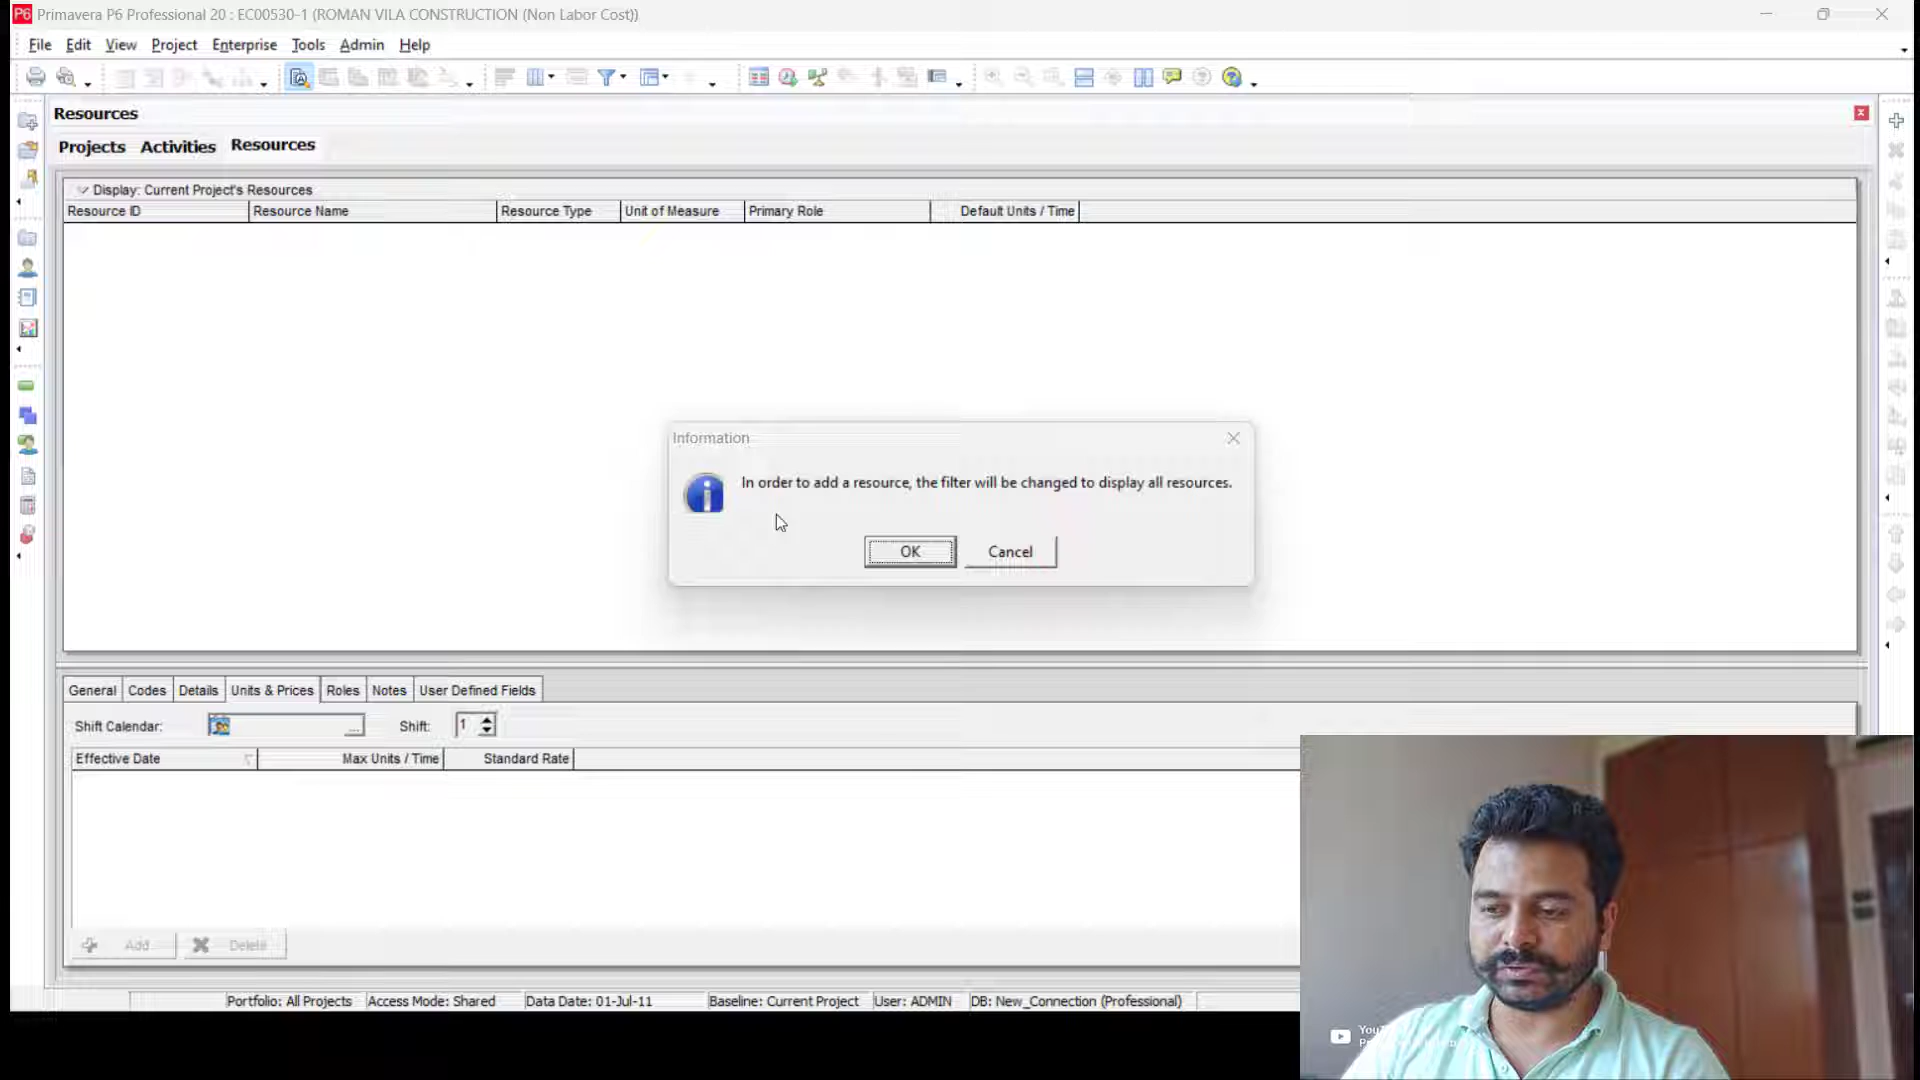 P6 Primavera P6 Professional 20 : EC00530-1 (ROMAN VILA CONSTRUCTION (Non Labor Cost))
File Edit View Project Enterprise Tools Admin Help
Resources
Projects Activities Resources
Display: Current Project's Resources
Resource ID Resource Name Resource Type Unit of Measure Primary Role Default Units / Time
Information
In order to add a resource, the filter will be changed to display all resources.
OK Cancel
General Codes Details Units & Prices Roles Notes User Defined Fields
Shift Calendar: ... Shift: 1
Effective Date Max Units / Time Standard Rate
Add Delete
Portfolio: All Projects Access Mode: Shared Data Date: 01-Jul-11 Baseline: Current Project User: ADMIN DB: New_Connection (Professional)